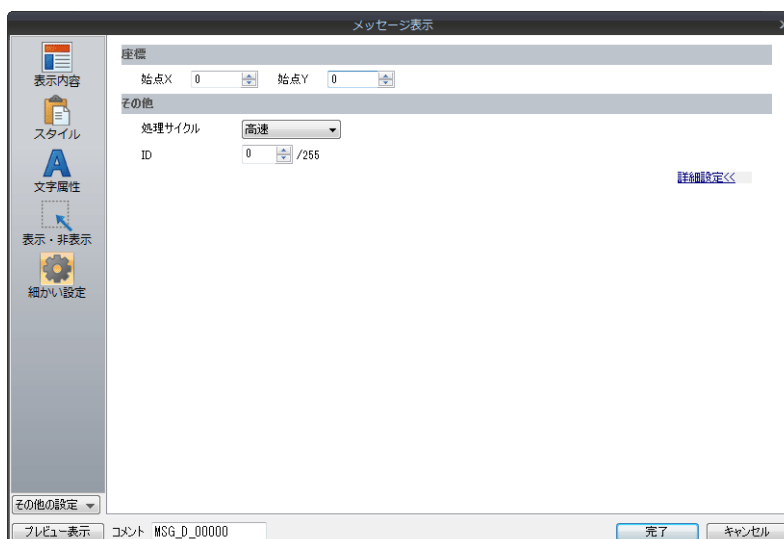 メッセージ表示
表示内容
スタイル
文字属性
表示・非表示
細かい設定
その他の設定
座標
始点X 0 始点Y 0
その他
処理サイクル 高速
ID 0 /255
詳細設定<<
プレビュー表示 コメント MSG_D_00000 完了 キャンセル